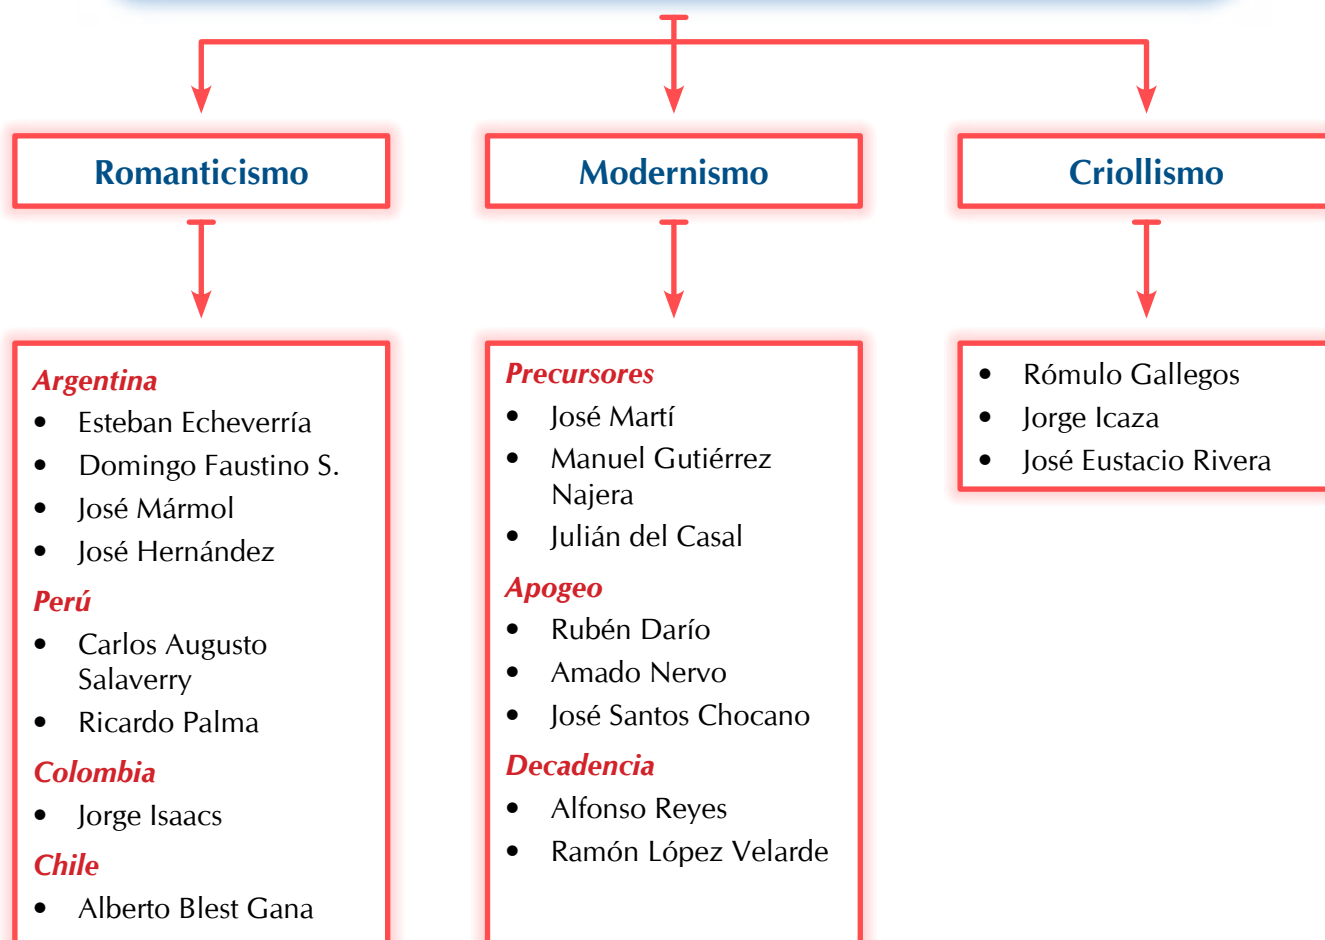 Romanticismo
Modernismo
Criollismo
Argentina
• Esteban Echeverría
• Domingo Faustino S.
• José Mármol
• José Hernández
Perú
• Carlos Augusto
Salaverry
• Ricardo Palma
Colombia
• Jorge Isaacs
Chile
• Alberto Blest Gana
Precursores
• José Martí
• Manuel Gutiérrez
Najera
• Julián del Casal
Apogeo
• Rubén Darío
• Amado Nervo
• José Santos Chocano
Decadencia
• Alfonso Reyes
• Ramón López Velarde
• Rómulo Gallegos
• Jorge Icaza
• José Eustacio Rivera